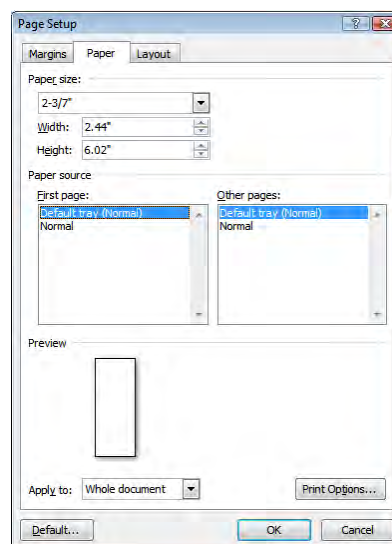 Page Setup
Margins Paper Layout
Paper size:
2-3/7"
Width: 2.44"
Height: 6.02"
Paper source
First page: Other pages:
Default tray (Normal) Default tray (Normal)
Normal Normal
Preview
Apply to: Whole document Print Options...
Default... OK Cancel